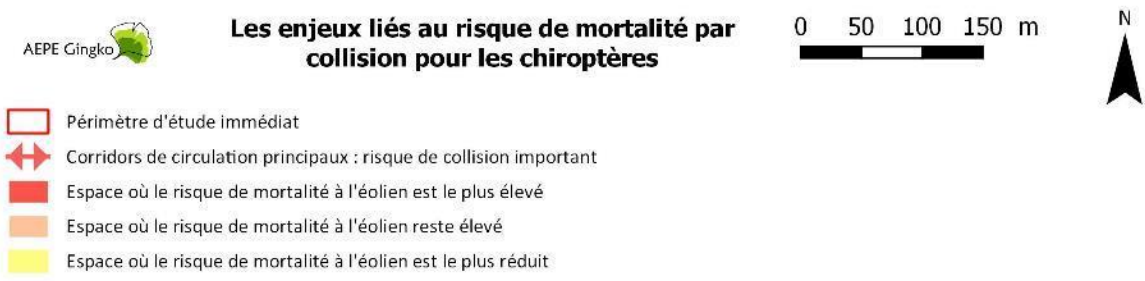 AEPE Gingko
Les enjeux liés au risque de mortalité par
collision pour les chiroptères
0 50 100 150 m
N
Périmètre d'étude immédiat
Corridors de circulation principaux : risque de collision important
Espace où le risque de mortalité à l'éolien est le plus élevé
Espace où le risque de mortalité à l'éolien reste élevé
Espace où le risque de mortalité à l'éolien est le plus réduit